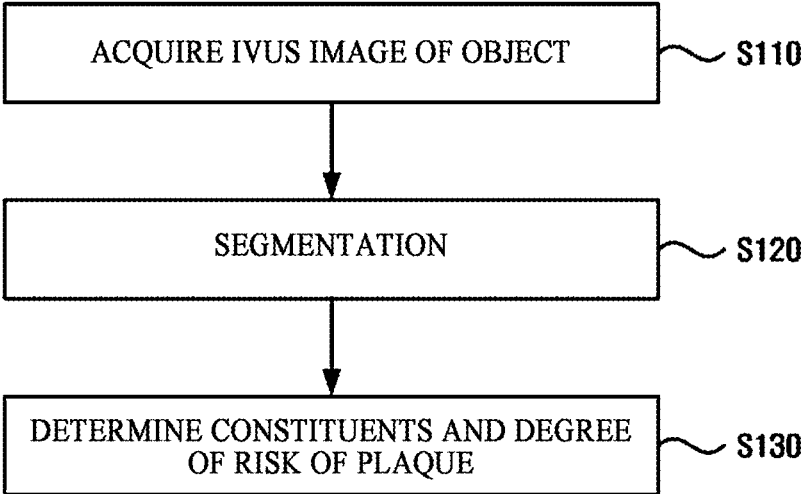 ACQUIRE IVUS IMAGE OF OBJECT
S110
SEGMENTATION
S120
DETERMINE CONSTITUENTS AND DEGREE
OF RISK OF PLAQUE
S130